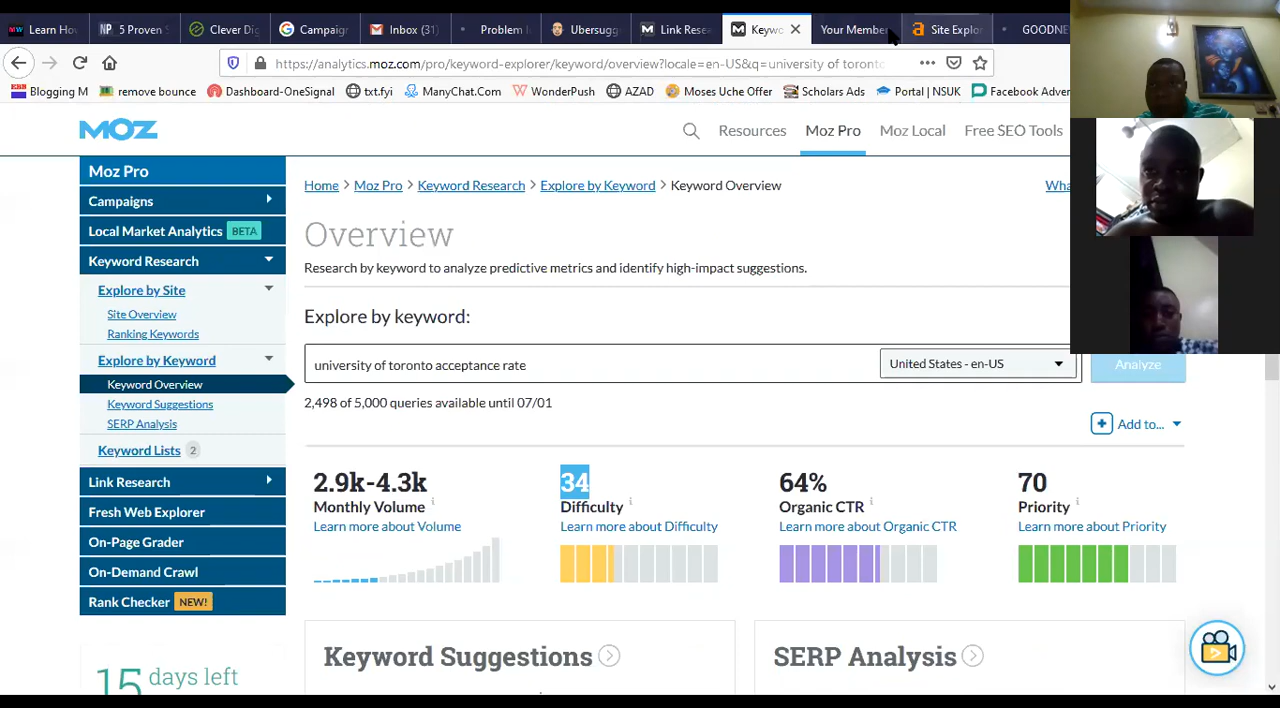 Learn Ho
NP 5 Proven S
Clever Dig
Campaig
Inbox (31)
Problem
Ubersugg
Link Rese
Keywo
Your Membe
Site Explo
GOODNE
https://analytics.moz.com/pro/keyword-explorer/keyword/overview?locale=en-US&q=university of toronto
Blogging M
remove bounce
Dashboard-OneSignal
txt.fyi
ManyChat.Com
WonderPush
AZAD
Moses Uche Offer
Scholars Ads
Portal | NSUK
Facebook Adver
MOZ
Resources
Moz Pro
Moz Local
Free SEO Tools
Moz Pro
Campaigns
Local Market Analytics BETA
Keyword Research
Explore by Site
Site Overview
Ranking Keywords
Explore by Keyword
Keyword Overview
Keyword Suggestions
SERP Analysis
Keyword Lists 2
Link Research
Fresh Web Explorer
On-Page Grader
On-Demand Crawl
Rank Checker NEW!
15 days left
Home > Moz Pro > Keyword Research > Explore by Keyword > Keyword Overview
Wha
Overview
Research by keyword to analyze predictive metrics and identify high-impact suggestions.
Explore by keyword:
university of toronto acceptance rate
United States - en-US
Analyze
2,498 of 5,000 queries available until 07/01
Add to...
2.9k-4.3k
Monthly Volume
Learn more about Volume
34
Difficulty
Learn more about Difficulty
64%
Organic CTR
Learn more about Organic CTR
70
Priority
Learn more about Priority
Keyword Suggestions
SERP Analysis